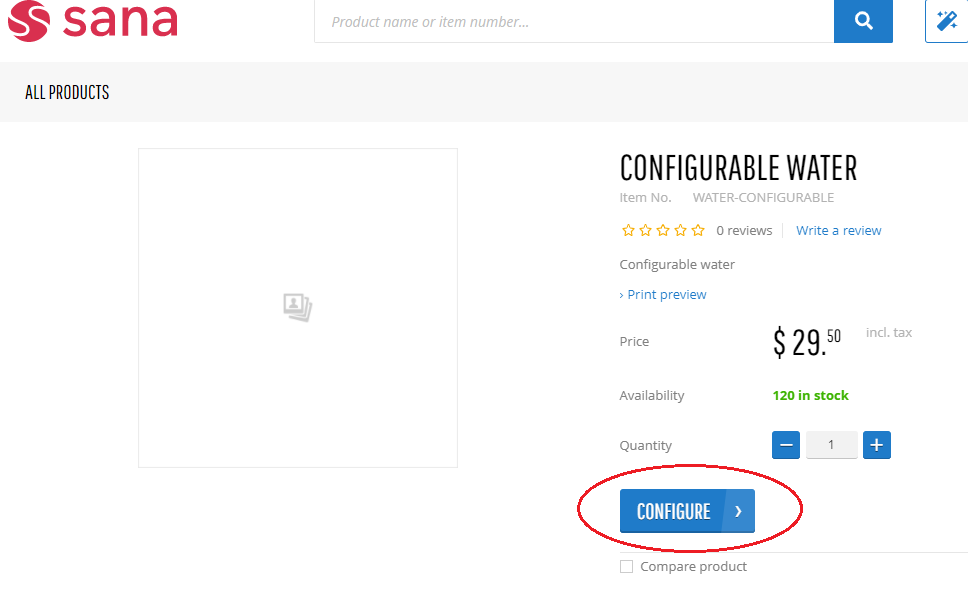 sana
Product name or item number...
ALL PRODUCTS
CONFIGURABLE WATER
Item No. WATER-CONFIGURABLE
0 reviews Write a review
Configurable water
› Print preview
Price $ 29.50 incl. tax
Availability 120 in stock
Quantity − 1 +
CONFIGURE ›
Compare product